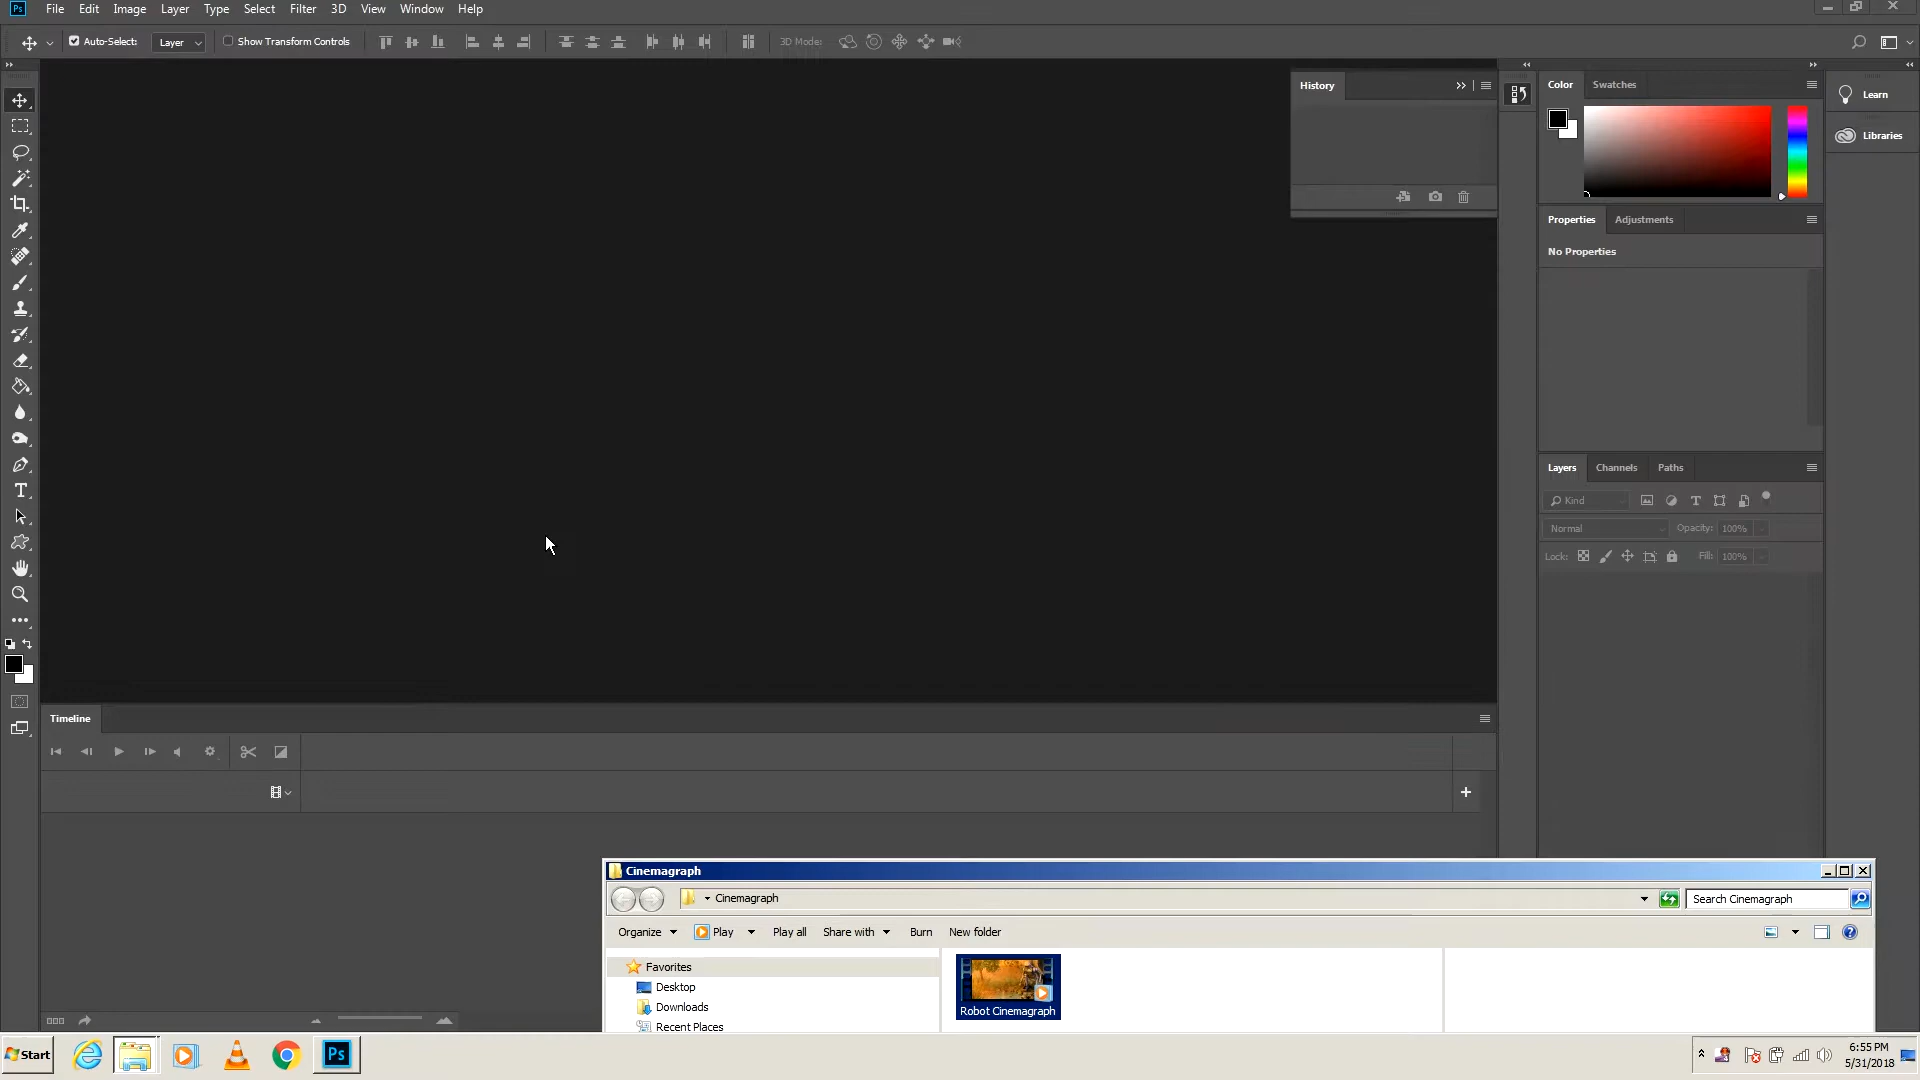 Ps File Edit Image Layer Type Select Filter 3D View Window Help
Auto-Select: Layer Show Transform Controls 3D Mode:
History
Color Swatches
Learn
Libraries
Properties Adjustments
No Properties
Layers Channels Paths
Kind T
Normal Opacity: 100%
Lock: Fill: 100%
T
Timeline
Cinemagraph
Cinemagraph
Search Cinemagraph
Organize Play Play all Share with Burn New folder
Favorites
Desktop
Downloads
Recent Places
Robot Cinemagraph
Start
Ps
6:55 PM
5/31/2018